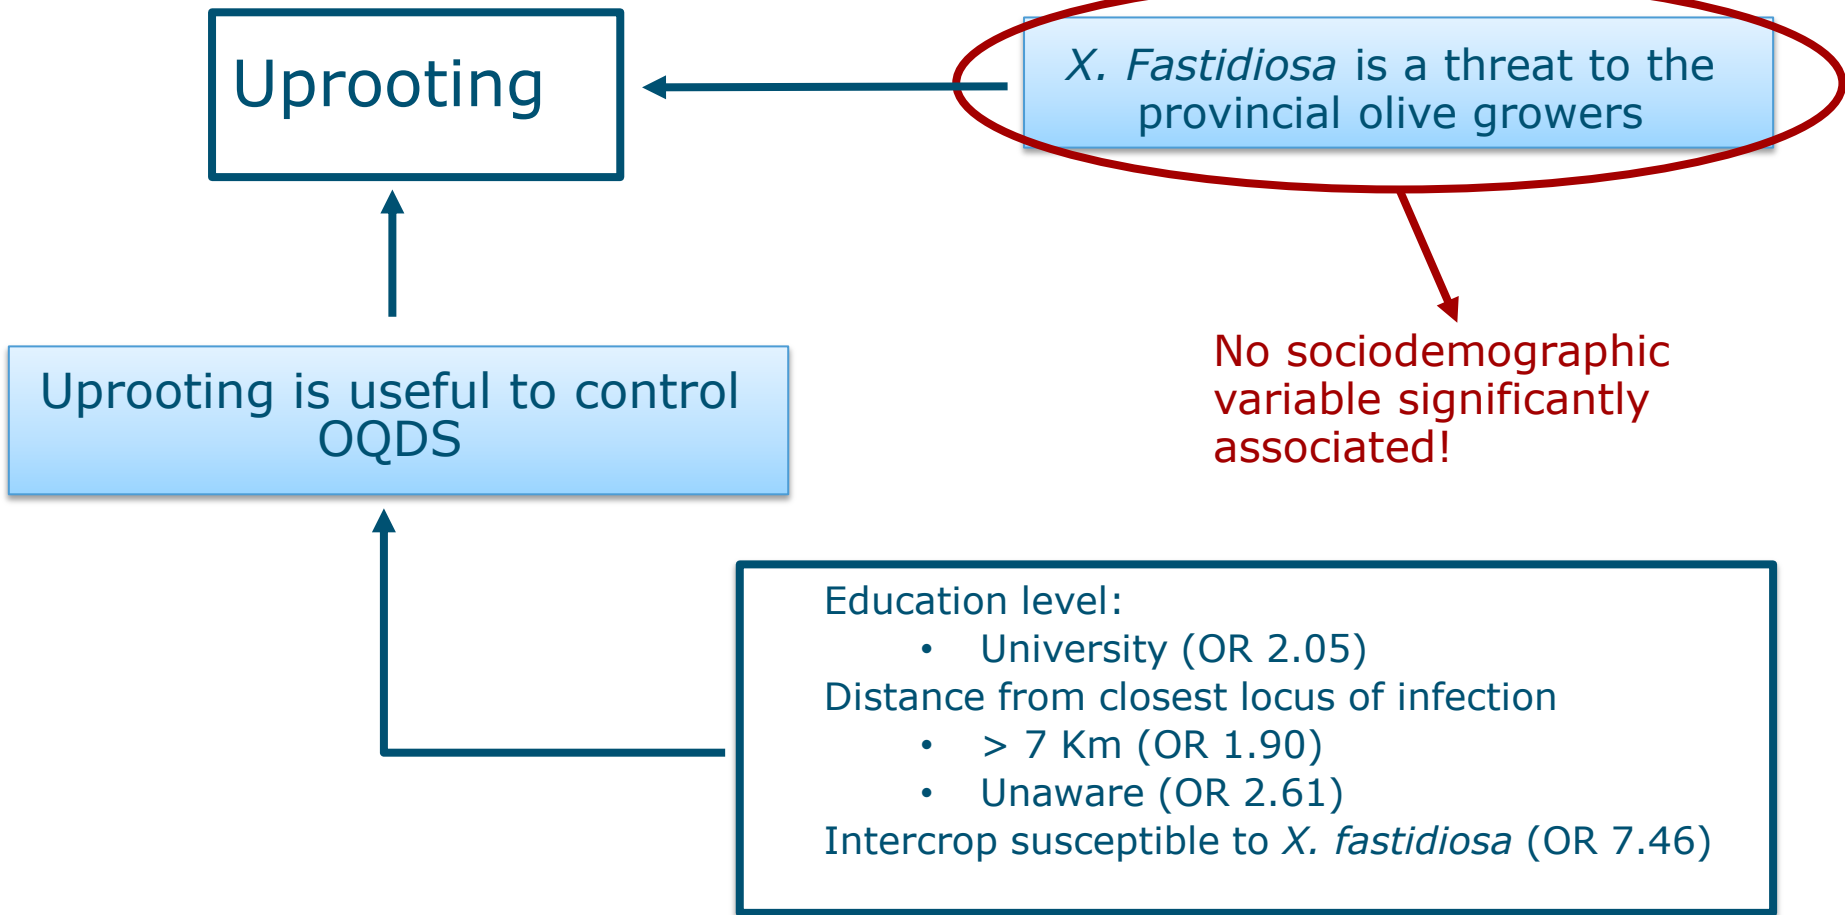 Uprooting
X. Fastidiosa is a threat to the
provincial olive growers
No sociodemographic
variable significantly
associated!
Uprooting is useful to control
OQDS
Education level:
• University (OR 2.05)
Distance from closest locus of infection
• > 7 Km (OR 1.90)
• Unaware (OR 2.61)
Intercrop susceptible to X. fastidiosa (OR 7.46)